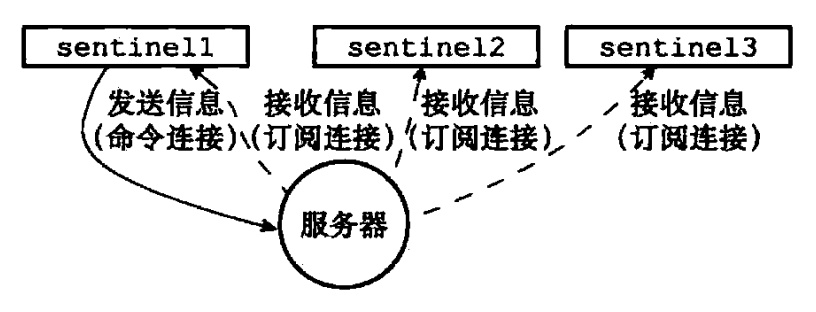 sentinel1 sentinel2 sentinel3
发送信息 接收信息 接收信息 接收信息
(命令连接) (订阅连接) (订阅连接) (订阅连接)
服务器